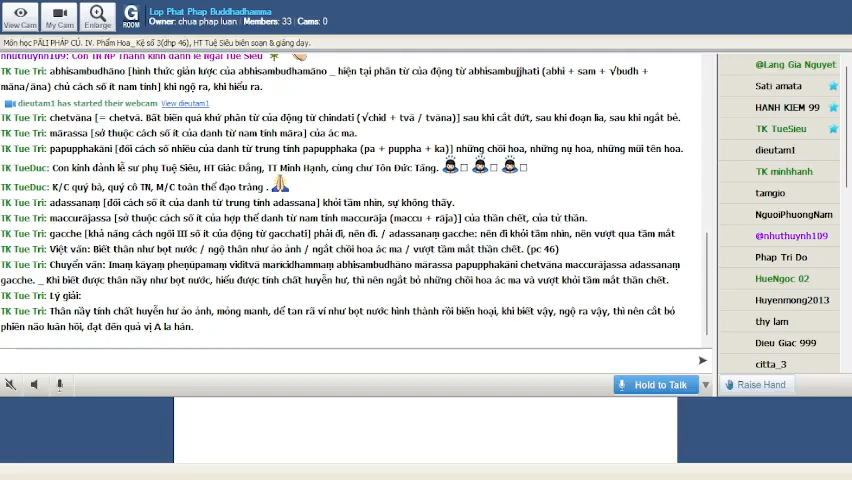 Lop Phat Phap Buddhadhamma
Owner: chua phap luan | Members: 33 | Cams: 0
View Cam
My Cam
Enlarge
G
ROOM
Môn học PĀLI PHÁP CÚ. IV. Phẩm Hoa_ Kệ số 3(dhp 46), HT Tuệ Siêu biên soạn & giảng dạy.
nhuthuynh109: Con TN NP Thành kính đảnh lễ Ngài Tuệ Siêu
TK Tue Tri: abhisambudhāno [hình thức giản lược của abhisambudhamāno _ hiện tại phân từ của động từ abhisambujjhati (abhi + sam + √budh +
māna/āna) chủ cách số ít nam tính] khi ngộ ra, khi hiểu ra.
dieutam1 has started their webcam View dieutam1
TK Tue Tri: chetvāna [= chetvā. Bất biến quá khứ phân từ của động từ chindati (√chid + tvā / tvāna)] sau khi cắt đứt, sau khi đoạn lìa, sau khi ngắt bẻ.
TK Tue Tri: mārassa [sở thuộc cách số ít của danh từ nam tính māra] của ác ma.
TK Tue Tri: papupphakāni [đối cách số nhiều của danh từ trung tính papupphaka (pa + puppha + ka)] những chồi hoa, những nụ hoa, những mũi tên hoa.
TK TueDuc: Con kính đảnh lễ sư phụ Tuệ Siêu, HT Giác Đẳng, TT Minh Hạnh, cùng chư Tôn Đức Tăng.
TK TueDuc: K/C quý bà, quý cô TN, M/C toàn thể đạo tràng .
TK Tue Tri: adassanaṃ [đối cách số ít của danh từ trung tính adassana] khỏi tầm nhìn, sự không thấy.
TK Tue Tri: maccurājassa [sở thuộc cách số ít của hợp thể danh từ nam tính maccurāja (maccu + rāja)] của thần chết, của tử thần.
TK Tue Tri: gacche [khả năng cách ngôi III số ít của động từ gacchati] phải đi, nên đi. / adassanaṃ gacche: nên đi khỏi tầm nhìn, nên vượt qua tầm mắt
TK Tue Tri: Việt văn: Biết thân như bọt nước / ngộ thân như ảo ảnh / ngắt chồi hoa ác ma / vượt tầm mắt thần chết. (pc 46)
TK Tue Tri: Chuyển văn: Imaṃ kāyaṃ pheṇūpamaṃ viditvā marīcidhammaṃ abhisambudhāno mārassa papupphakāni chetvāna maccurājassa adassanaṃ
gacche. _ Khi biết được thân nầy như bọt nước, hiểu được tính chất huyễn hư, thì nên ngắt bỏ những chồi hoa ác ma và vượt khỏi tầm mắt thần chết.
TK Tue Tri: Lý giải:
TK Tue Tri: Thân nầy tính chất huyễn hư ảo ảnh, mỏng manh, dể tan rã ví như bọt nước hình thành rồi biến hoại, khi biết vậy, ngộ ra vậy, thì nên cắt bỏ
phiền não luân hồi, đạt đến quả vị A la hán.
Hold to Talk
@Lang Gia Nguyet
Sati amata
HANH KIEM 99
TK TueSieu
dieutam1
TK minhhanh
tamgio
NguoiPhuongNam
@nhuthuynh109
Phap Tri Do
HueNgoc 02
Huyenmong2013
thy lam
Dieu Giac 999
citta_3
Raise Hand